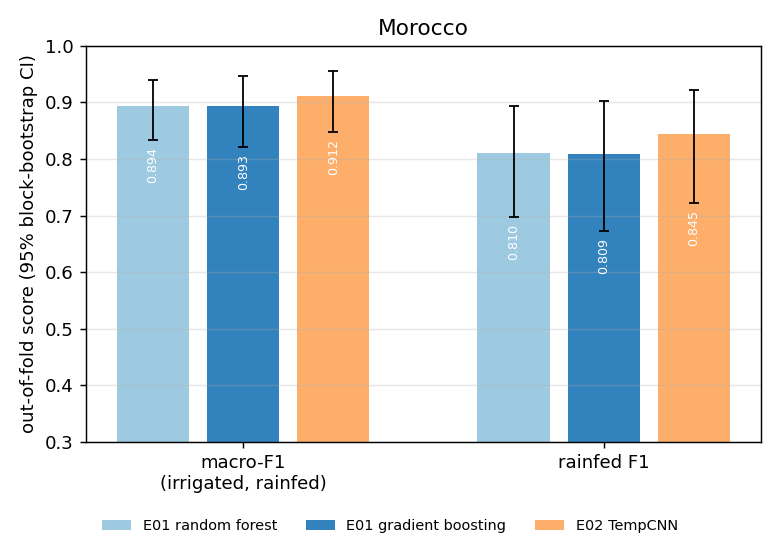 Morocco
out-of-fold score (95% block-bootstrap CI)
1.0
0.9
0.8
0.7
0.6
0.5
0.4
0.3
0.894
0.893
0.912
0.810
0.809
0.845
macro-F1
(irrigated, rainfed)
rainfed F1
E01 random forest
E01 gradient boosting
E02 TempCNN